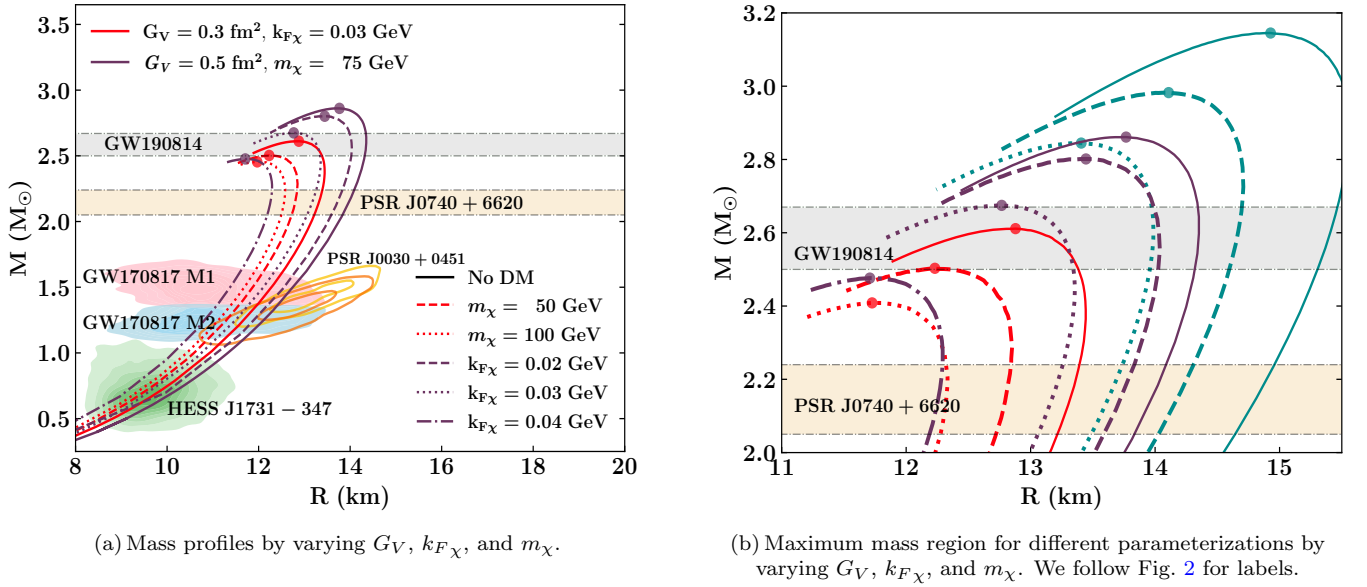 3.5
3.0
2.5
2.0
1.5
1.0
0.5
M (M⊙)
G_V = 0.3 fm², k_Fχ = 0.03 GeV
G_V = 0.5 fm², m_χ = 75 GeV
GW190814
PSR J0740 + 6620
PSR J0030 + 0451
GW170817 M1
GW170817 M2
HESS J1731 − 347
No DM
m_χ = 50 GeV
m_χ = 100 GeV
k_Fχ = 0.02 GeV
k_Fχ = 0.03 GeV
k_Fχ = 0.04 GeV
8 10 12 14 16 18 20
R (km)
(a) Mass profiles by varying G_V, k_Fχ, and m_χ.
3.2
3.0
2.8
2.6
2.4
2.2
2.0
M (M⊙)
GW190814
PSR J0740 + 6620
11 12 13 14 15
R (km)
(b) Maximum mass region for different parameterizations by
varying G_V, k_Fχ, and m_χ. We follow Fig. 2 for labels.